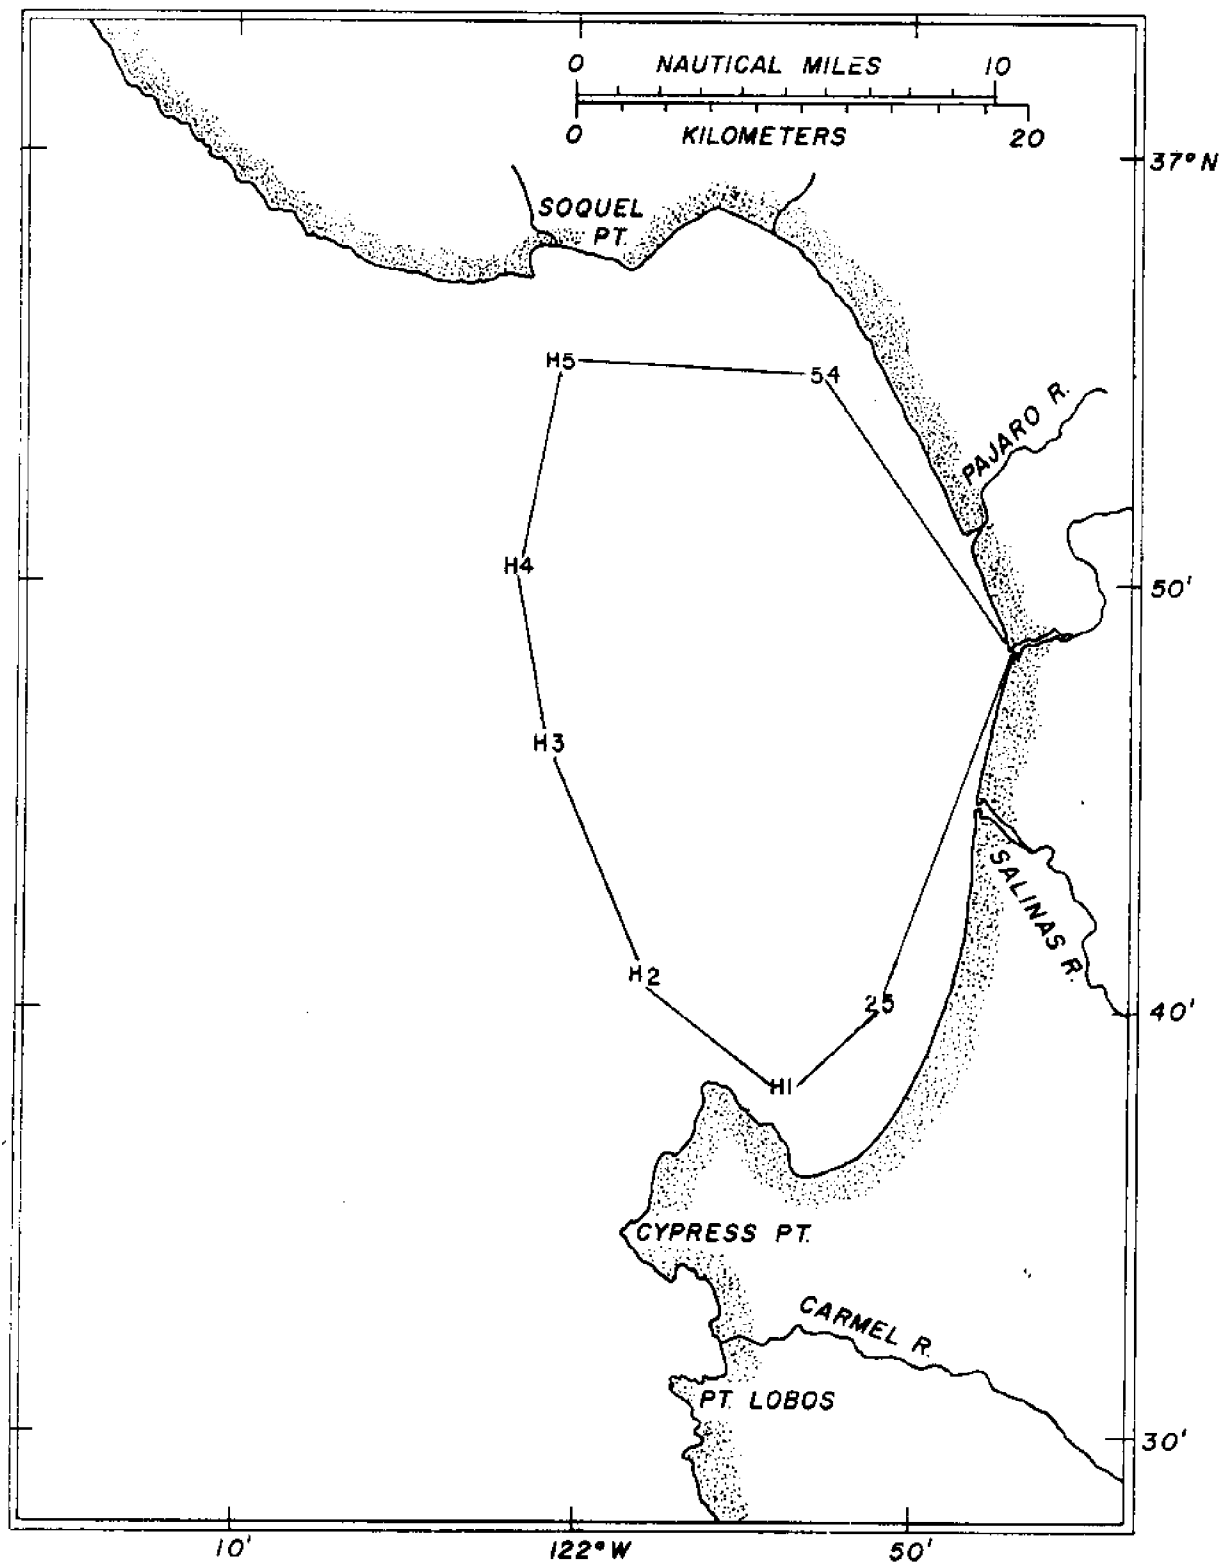 0 NAUTICAL MILES 10
0 KILOMETERS 20
37° N
SOQUEL
PT.
H5
54
PAJARO R.
H4
50'
H3
SALINAS R.
H2
25
40'
H1
CYPRESS PT.
CARMEL R.
PT. LOBOS
30'
10'
122° W
50'